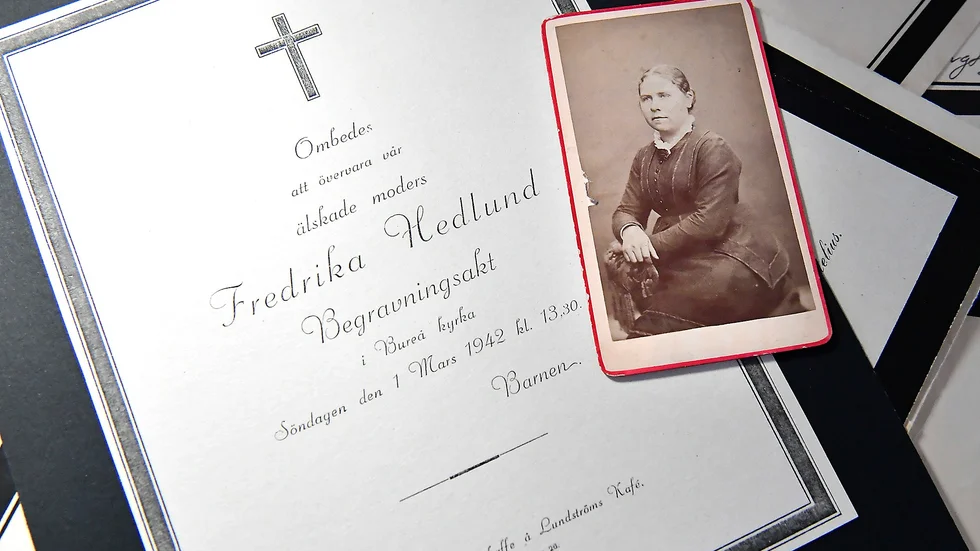 Ombedes
att övervara vår
älskade moders
Fredrika Hedlund
Begravningsakt
i Bureå kyrka
Söndagen den 1 Mars 1942 kl. 13,30.
Barnen.
å Lundströms Kafé.